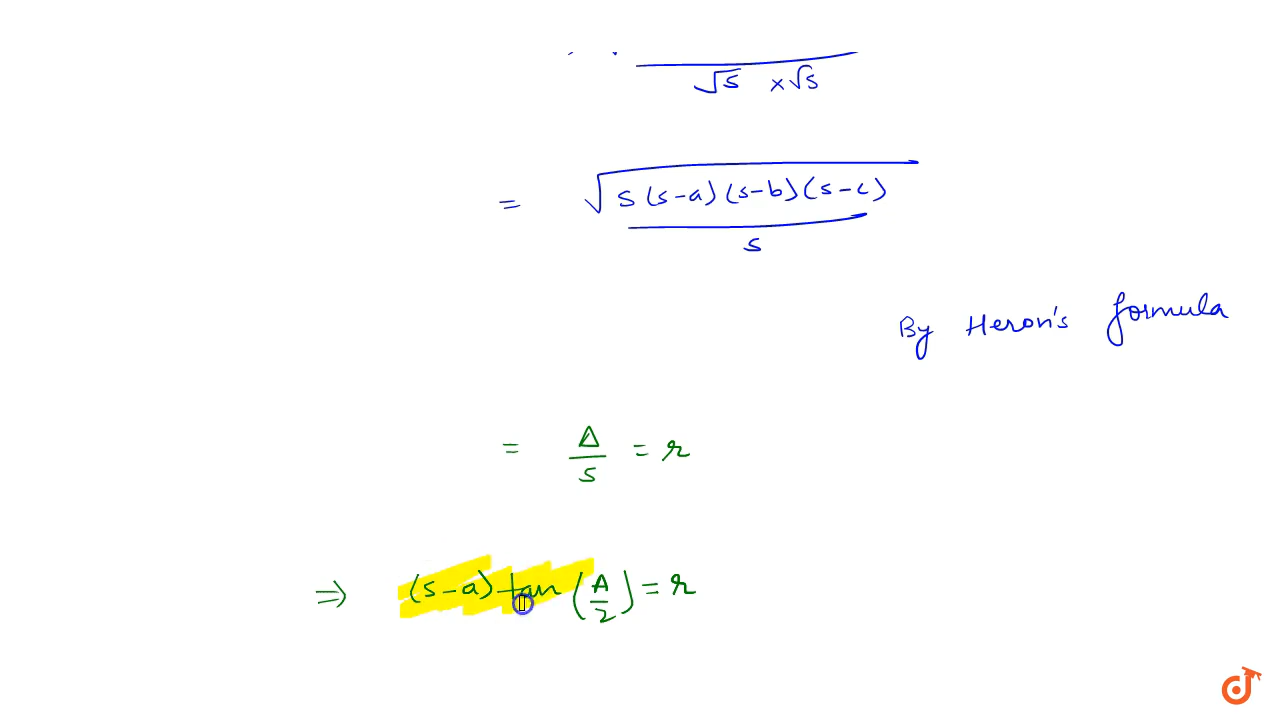 √s × √s
= √s(s-a)(s-b)(s-c)
s
By Heron's formula
= Δ/s = r
⇒ (s-a) tan (A/2) = r